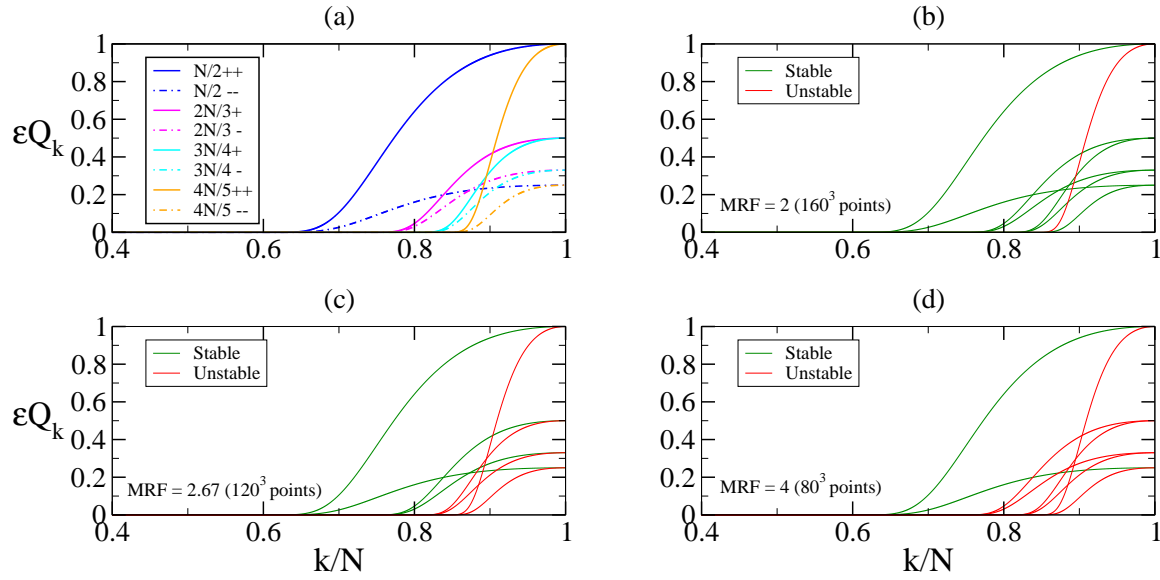 (a)
(b)
1
0.8
0.6
0.4
0.2
0
εQ_k
N/2++
N/2 --
2N/3+
2N/3 -
3N/4+
3N/4 -
4N/5++
4N/5 --
0.4
0.6
0.8
1
1
0.8
0.6
0.4
0.2
0
Stable
Unstable
MRF = 2 (160³ points)
0.4
0.6
0.8
1
(c)
(d)
1
0.8
0.6
0.4
0.2
0
εQ_k
Stable
Unstable
MRF = 2.67 (120³ points)
0.4
0.6
0.8
1
k/N
1
0.8
0.6
0.4
0.2
0
Stable
Unstable
MRF = 4 (80³ points)
0.4
0.6
0.8
1
k/N